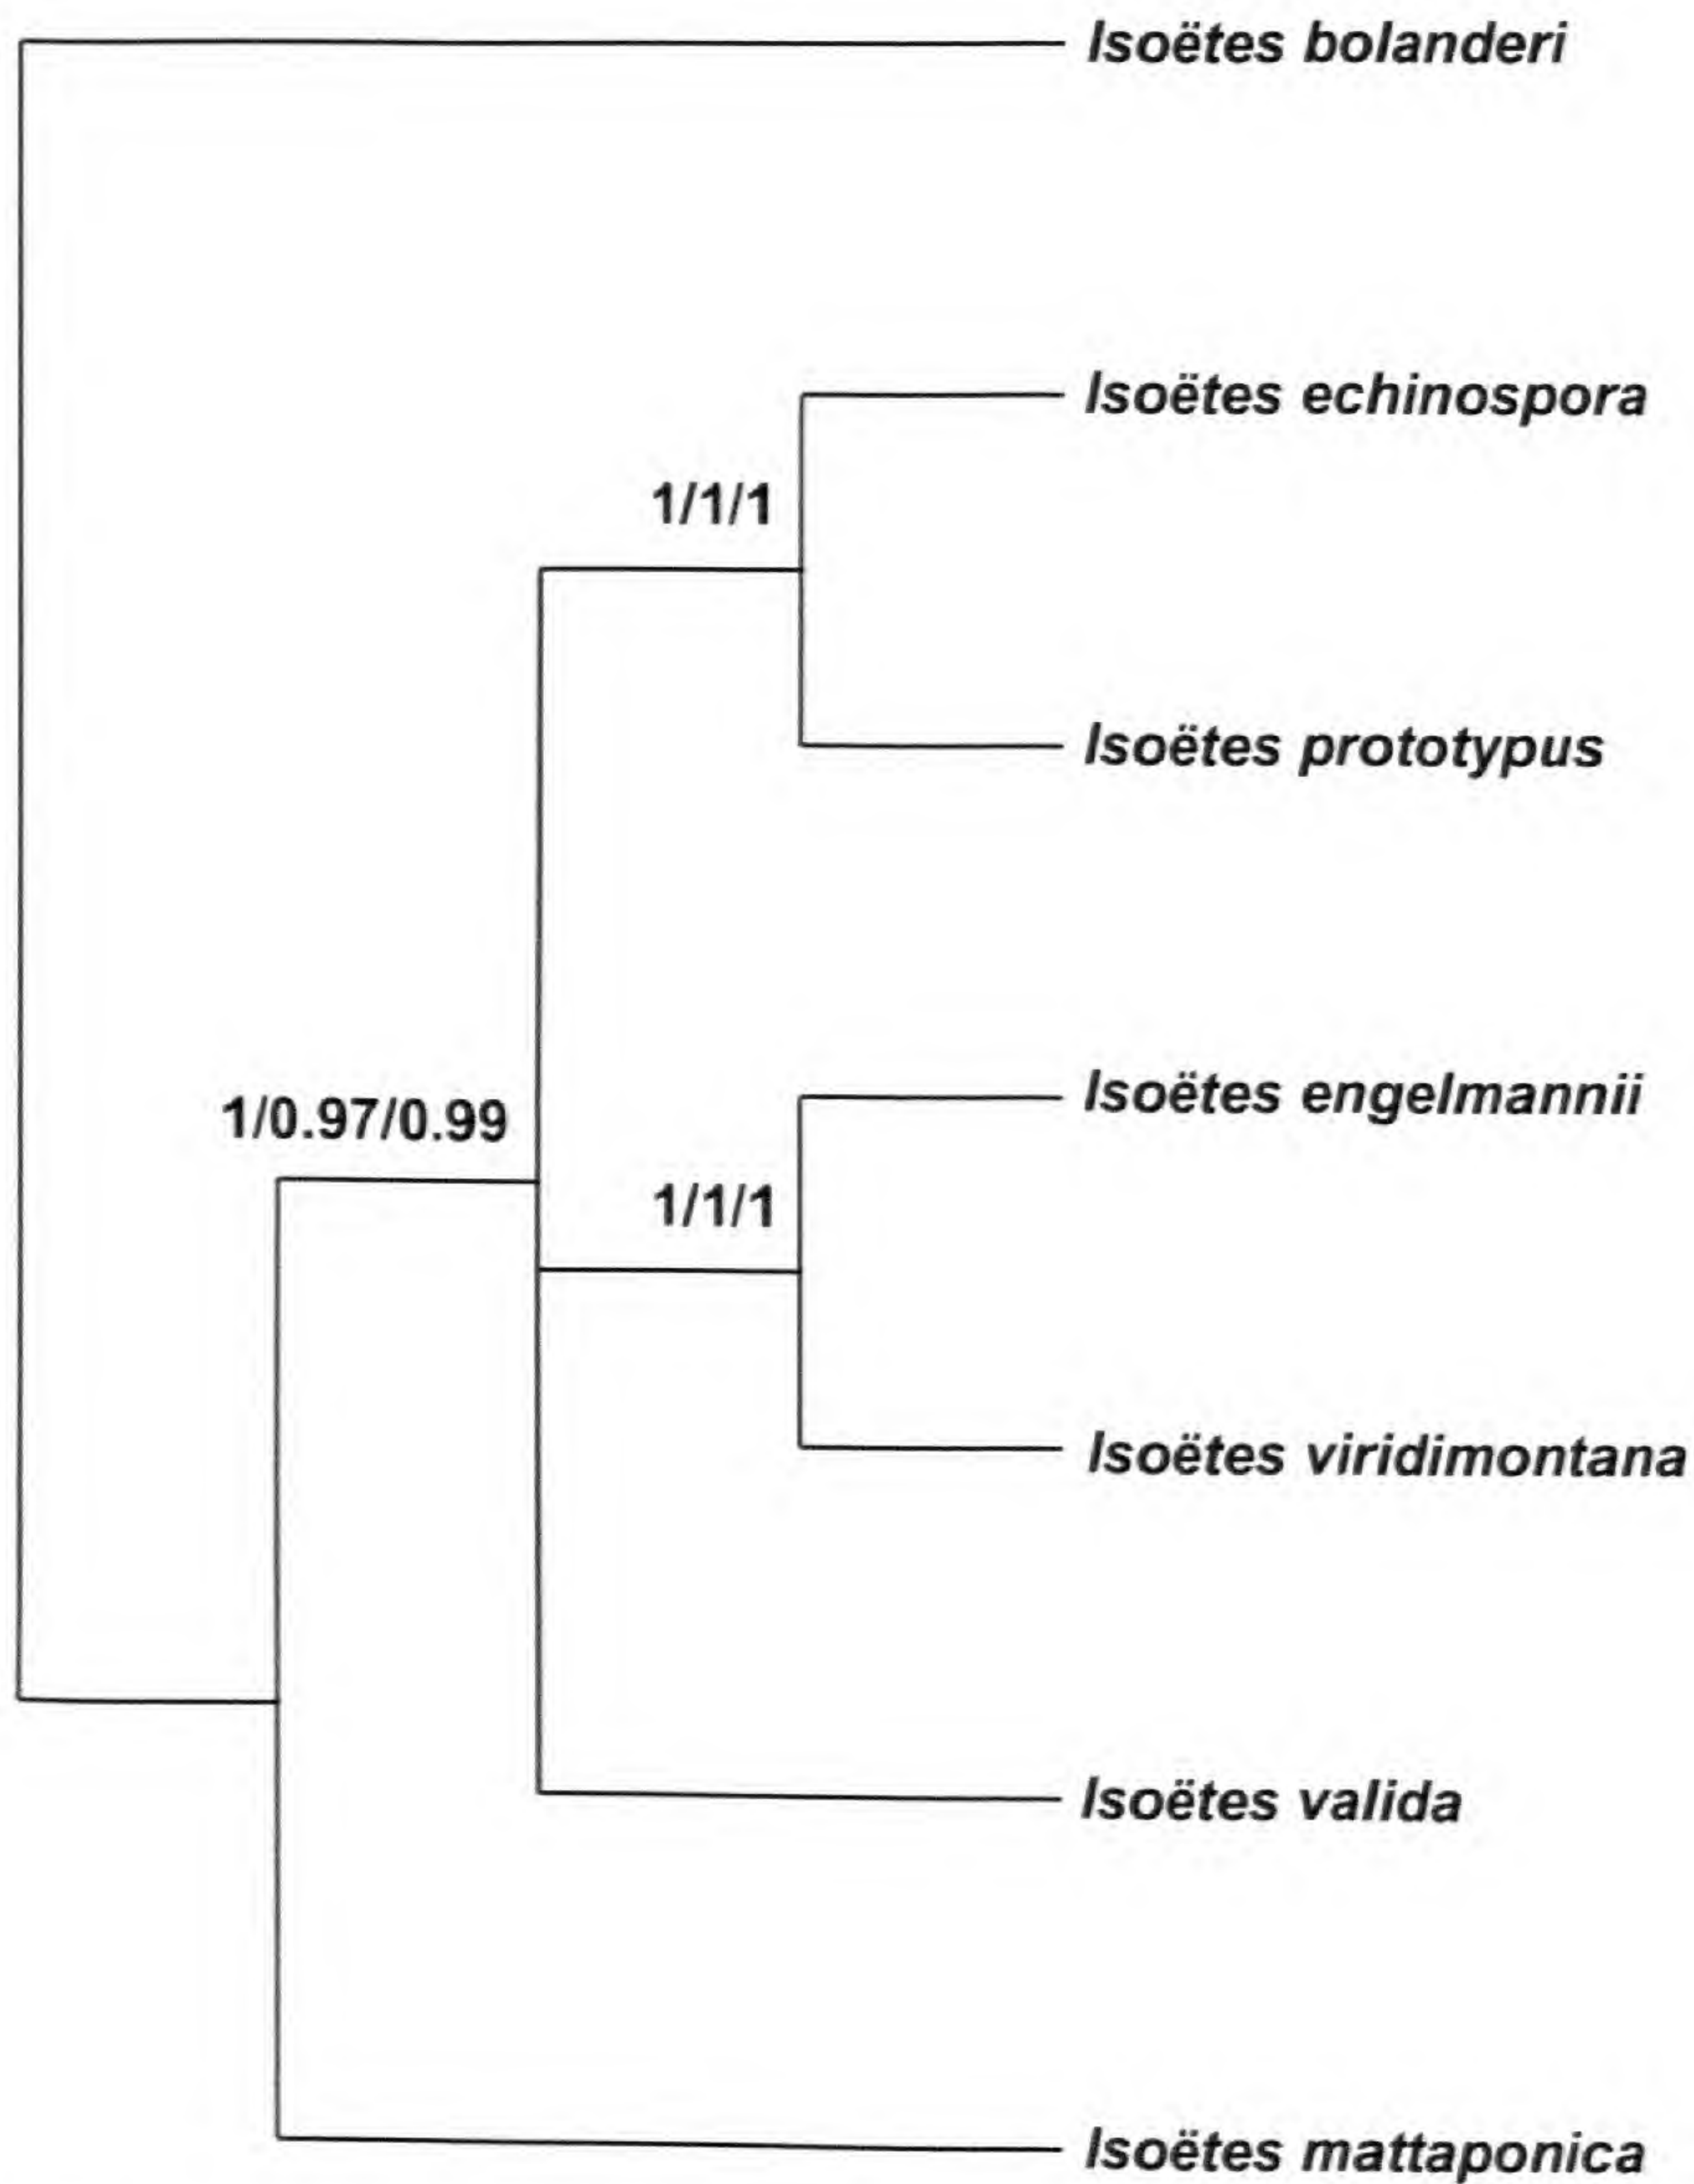 Isoëtes bolanderi
Isoëtes echinospora
1/1/1
Isoëtes prototypus
Isoëtes engelmannii
1/0.97/0.99
1/1/1
Isoëtes viridimontana
Isoëtes valida
Isoëtes mattaponica